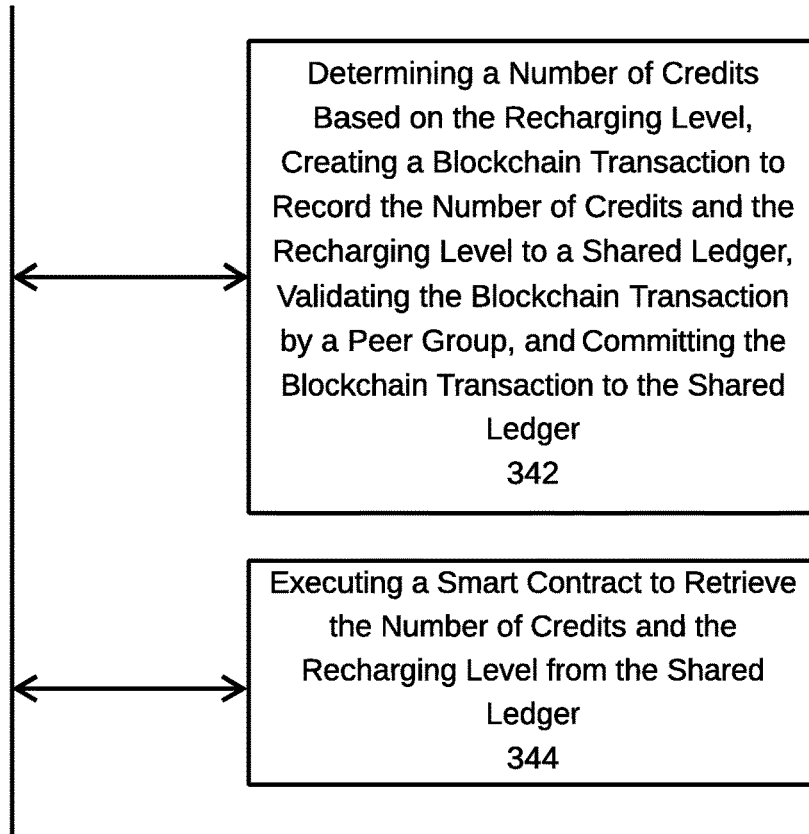 Determining a Number of Credits
Based on the Recharging Level,
Creating a Blockchain Transaction to
Record the Number of Credits and the
Recharging Level to a Shared Ledger,
Validating the Blockchain Transaction
by a Peer Group, and Committing the
Blockchain Transaction to the Shared
Ledger
342
Executing a Smart Contract to Retrieve
the Number of Credits and the
Recharging Level from the Shared
Ledger
344